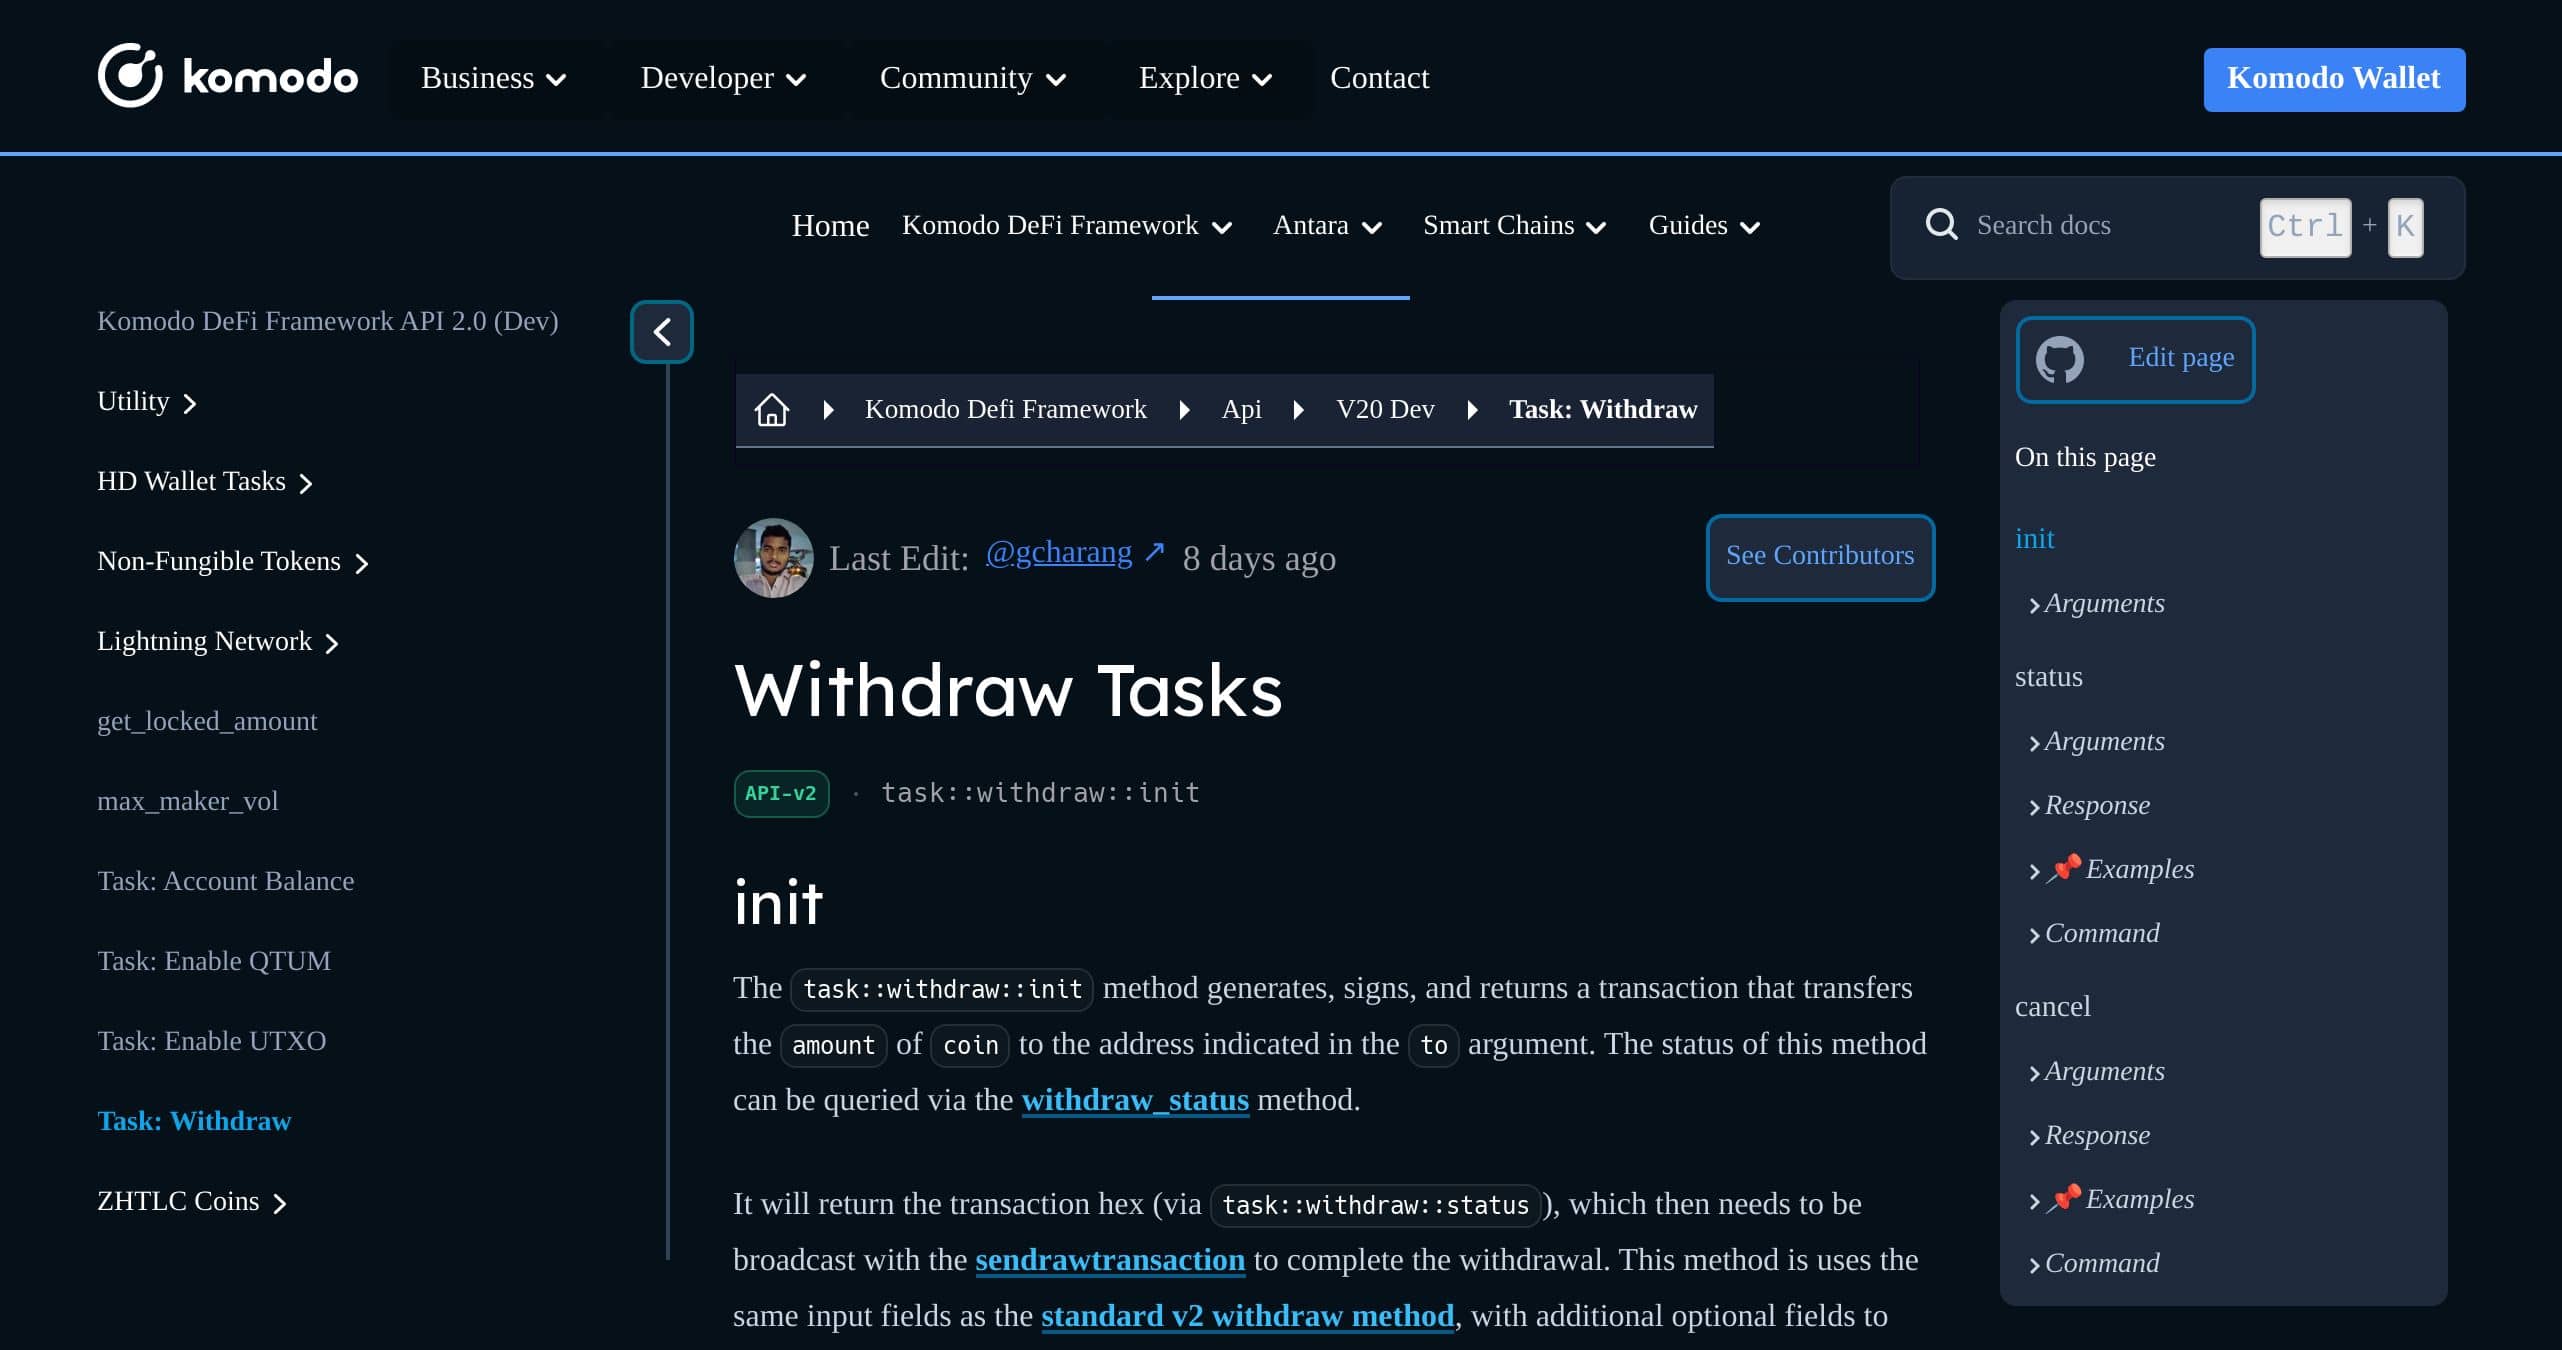 komodo
Business
Developer
Community
Explore
Contact
Komodo Wallet
Home
Komodo DeFi Framework
Antara
Smart Chains
Guides
Search docs
Ctrl + K
Komodo DeFi Framework API 2.0 (Dev)
Utility
HD Wallet Tasks
Non-Fungible Tokens
Lightning Network
get_locked_amount
max_maker_vol
Task: Account Balance
Task: Enable QTUM
Task: Enable UTXO
Task: Withdraw
ZHTLC Coins
Komodo Defi Framework
Api
V20 Dev
Task: Withdraw
Last Edit: @gcharang ↗ 8 days ago
See Contributors
Withdraw Tasks
API-v2 · task::withdraw::init
init
The task::withdraw::init method generates, signs, and returns a transaction that transfers
the amount of coin to the address indicated in the to argument. The status of this method
can be queried via the withdraw_status method.
It will return the transaction hex (via task::withdraw::status), which then needs to be
broadcast with the sendrawtransaction to complete the withdrawal. This method is uses the
same input fields as the standard v2 withdraw method, with additional optional fields to
Edit page
On this page
init
Arguments
status
Arguments
Response
📌 Examples
Command
cancel
Arguments
Response
📌 Examples
Command